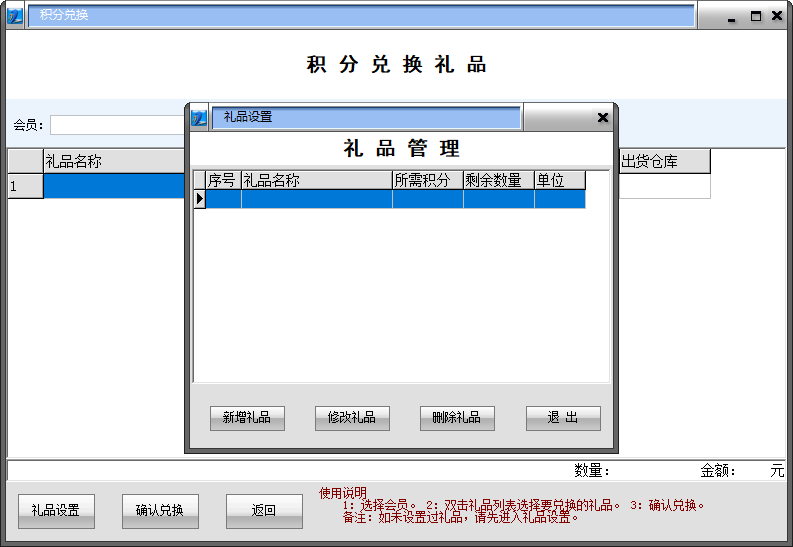 积分兑换
积 分 兑 换 礼 品
会员：
礼品名称 出货仓库
1
礼品设置
礼 品 管 理
序号 礼品名称 所需积分 剩余数量 单位
新增礼品 修改礼品 删除礼品 退 出
数量： 金额： 元
礼品设置 确认兑换 返回
使用说明
1：选择会员。 2：双击礼品列表选择要兑换的礼品。 3：确认兑换。
备注：如未设置过礼品，请先进入礼品设置。